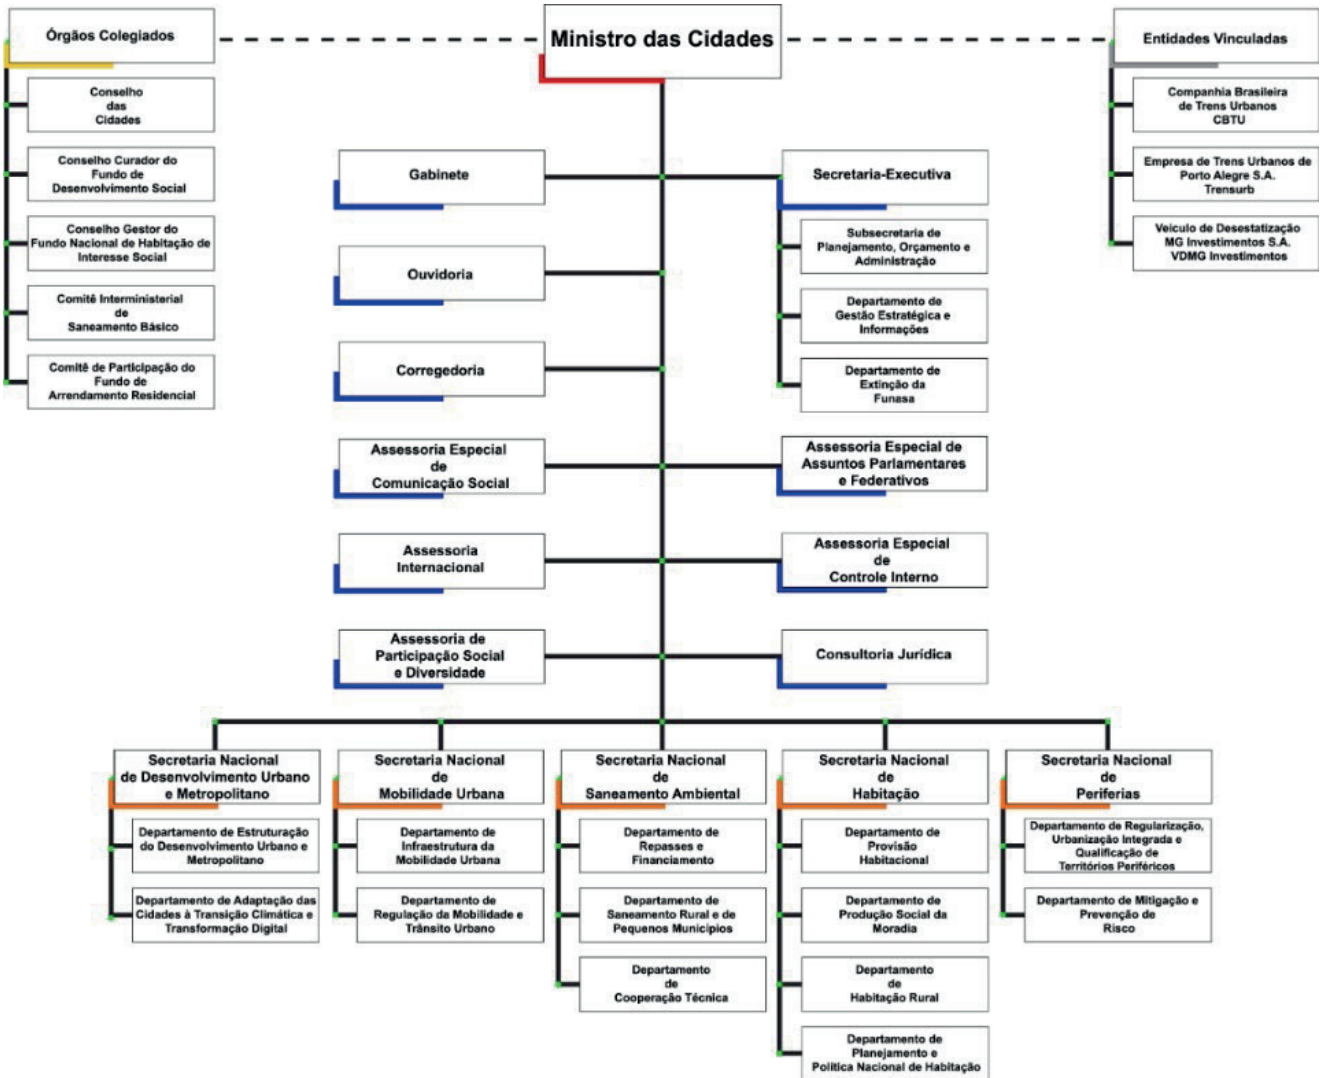 Órgãos Colegiados
Ministro das Cidades
Entidades Vinculadas
Conselho
das
Cidades
Conselho Curador do
Fundo de
Desenvolvimento Social
Conselho Gestor do
Fundo Nacional de Habitação de
Interesse Social
Comitê Interministerial
de
Saneamento Básico
Comitê de Participação do
Fundo de
Arrendamento Residencial
Companhia Brasileira
de Trens Urbanos
CBTU
Empresa de Trens Urbanos de
Porto Alegre S.A.
Trensurb
Veículo de Desestatização
MG Investimentos S.A.
VDMG Investimentos
Gabinete
Secretaria-Executiva
Subsecretaria de
Planejamento, Orçamento e
Administração
Departamento de
Gestão Estratégica e
Informações
Departamento de
Extinção da
Funasa
Ouvidoria
Corregedoria
Assessoria Especial
de
Comunicação Social
Assessoria Especial de
Assuntos Parlamentares
e Federativos
Assessoria
Internacional
Assessoria Especial
de
Controle Interno
Assessoria de
Participação Social
e Diversidade
Consultoria Jurídica
Secretaria Nacional
de Desenvolvimento Urbano
e Metropolitano
Departamento de Estruturação
do Desenvolvimento Urbano e
Metropolitano
Departamento de Adaptação das
Cidades à Transição Climática e
Transformação Digital
Secretaria Nacional
de
Mobilidade Urbana
Departamento de
Infraestrutura da
Mobilidade Urbana
Departamento de
Regulação da Mobilidade e
Trânsito Urbano
Secretaria Nacional
de
Saneamento Ambiental
Departamento de
Repasses e
Financiamento
Departamento de
Saneamento Rural e de
Pequenos Municípios
Departamento
de
Cooperação Técnica
Secretaria Nacional
de
Habitação
Departamento de
Provisão
Habitacional
Departamento de
Produção Social da
Moradia
Departamento
de
Habitação Rural
Departamento de
Planejamento e
Política Nacional de Habitação
Secretaria Nacional
de
Periferias
Departamento de Regularização,
Urbanização Integrada e
Qualificação de
Territórios Periféricos
Departamento de Mitigação e
Prevenção de
Risco